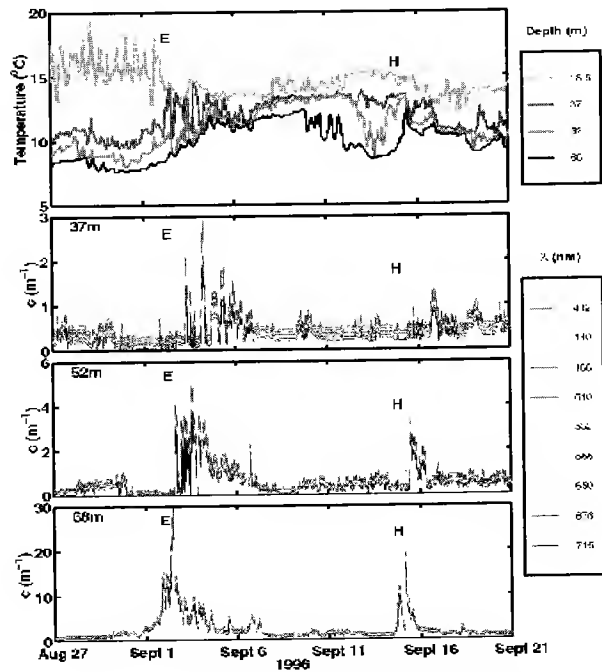 20
15
10
5
Temperature (°C)
E
H
Depth (m)
37
37m
3
2
1
0
c (m⁻¹)
E
H
λ (nm)
52m
6
4
2
0
c (m⁻¹)
E
H
68m
30
20
10
0
c (m⁻¹)
E
H
676
715
Aug 27
Sept 1
Sept 6
Sept 11
Sept 16
Sept 21
1996